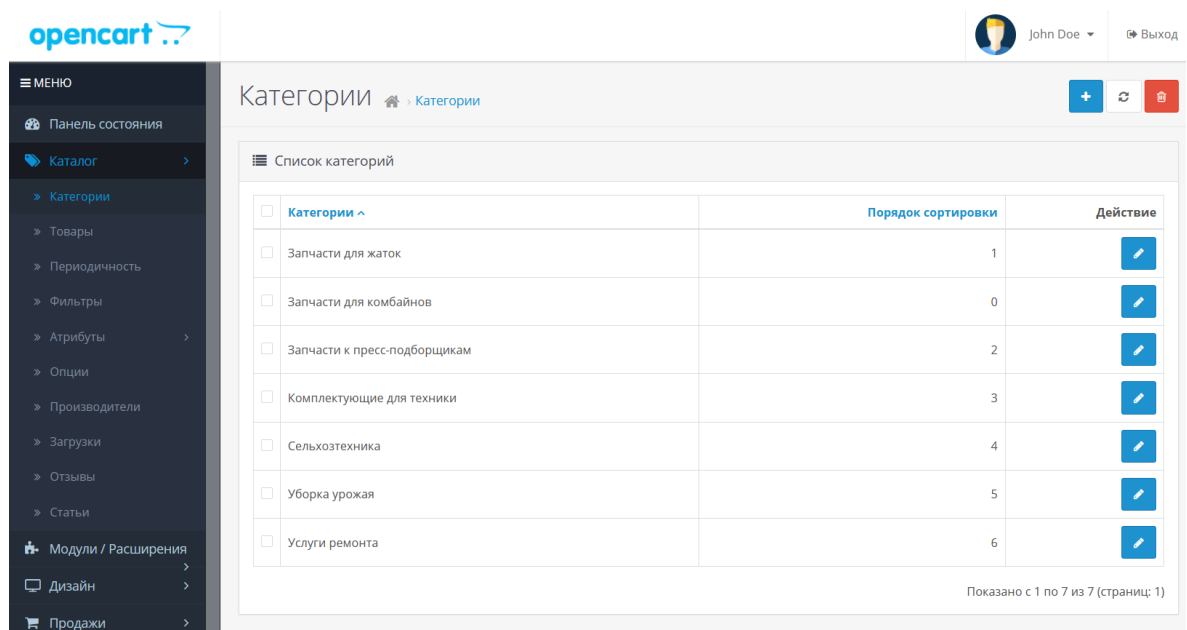 opencart
John Doe
Выход
МЕНЮ
Панель состояния
Каталог
Категории
Товары
Периодичность
Фильтры
Атрибуты
Опции
Производители
Загрузки
Отзывы
Статьи
Модули / Расширения
Дизайн
Продажи
Категории › Категории
Список категорий
Категории Порядок сортировки Действие
Запчасти для жаток 1
Запчасти для комбайнов 0
Запчасти к пресс-подборщикам 2
Комплектующие для техники 3
Сельхозтехника 4
Уборка урожая 5
Услуги ремонта 6
Показано с 1 по 7 из 7 (страниц: 1)